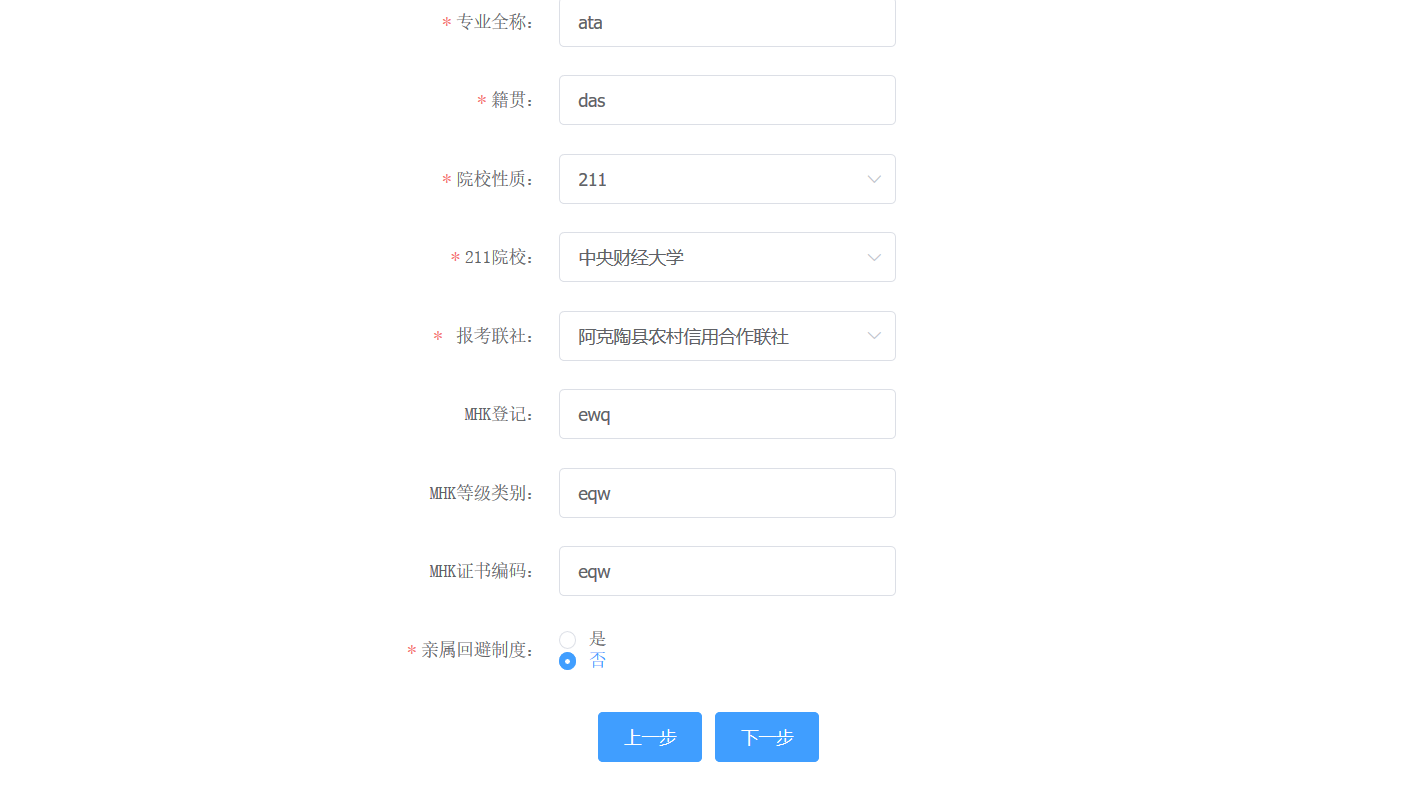 * 专业全称： ata
* 籍贯： das
* 院校性质： 211
* 211院校： 中央财经大学
* 报考联社： 阿克陶县农村信用合作联社
MHK登记： ewq
MHK等级类别： eqw
MHK证书编码： eqw
* 亲属回避制度： 是
否
上一步 下一步